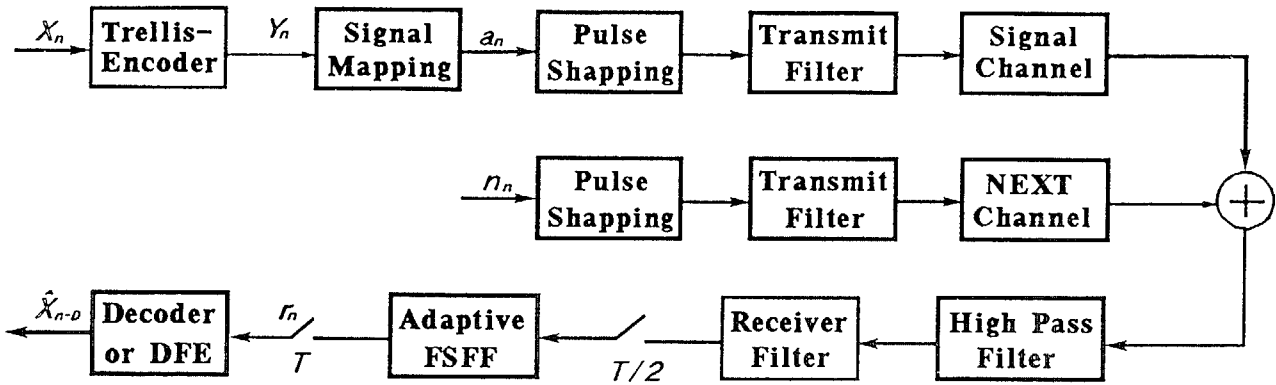 Xn
Trellis-
Encoder
Yn
Signal
Mapping
an
Pulse
Shapping
Transmit
Filter
Signal
Channel
nn
Pulse
Shapping
Transmit
Filter
NEXT
Channel
+
X̂n-D
Decoder
or DFE
rn
T
Adaptive
FSFF
T/2
Receiver
Filter
High Pass
Filter